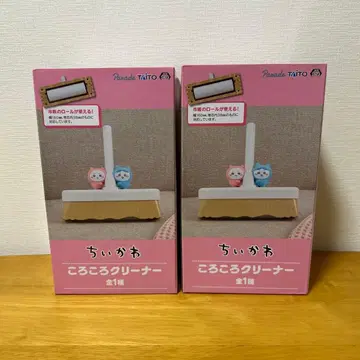 Parade TAITO
市販のロールが使える!
ちいかわ
ころころクリーナー
全1種
Parade TAITO
市販のロールが使える!
ちいかわ
ころころクリーナー
全1種